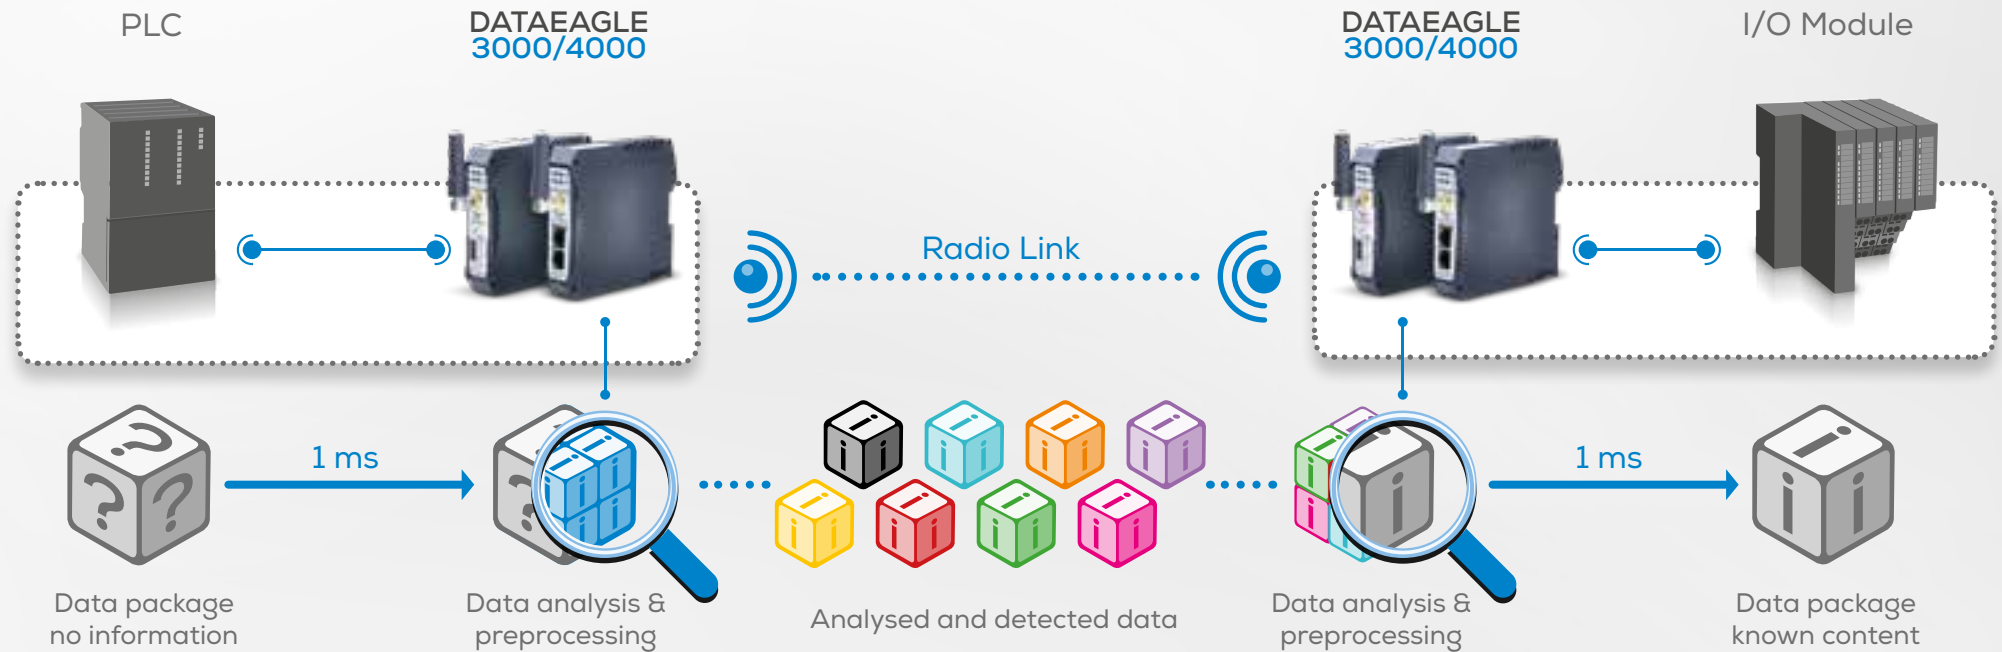 PLC
DATAEAGLE
3000/4000
DATAEAGLE
3000/4000
I/O Module
Radio Link
? ? ?
1 ms
?
i i i
i i i
i i i
i i i
i i i
i i i
i i i
i i i
i i i
i i i
1 ms
i i i
Data package
no information
Data analysis &
preprocessing
Analysed and detected data
Data analysis &
preprocessing
Data package
known content